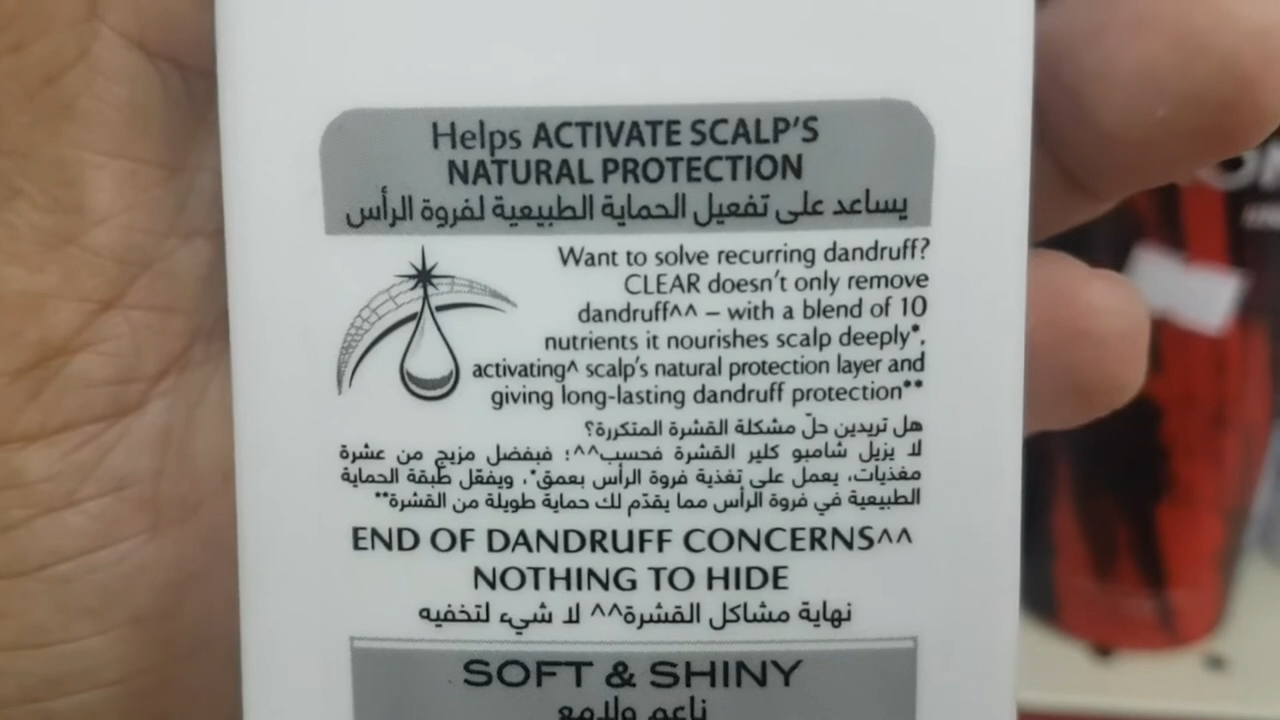 Helps ACTIVATE SCALP'S
NATURAL PROTECTION
يساعد على تفعيل الحماية الطبيعية لفروة الرأس
Want to solve recurring dandruff?
CLEAR doesn't only remove
dandruff^^ – with a blend of 10
nutrients it nourishes scalp deeply*,
activating^ scalp's natural protection layer and
giving long-lasting dandruff protection**
هل تريدين حلّ مشكلة القشرة المتكررة؟
لا يزيل شامبو كلير القشرة فحسب^^؛ فبفضل مزيج من عشرة
مغذيات، يعمل على تغذية فروة الرأس بعمق*، ويفعّل طبقة الحماية
الطبيعية في فروة الرأس مما يقدّم لك حماية طويلة من القشرة**
END OF DANDRUFF CONCERNS^^
NOTHING TO HIDE
نهاية مشاكل القشرة^^ لا شيء لتخفيه
SOFT & SHINY
ناعم ولامع